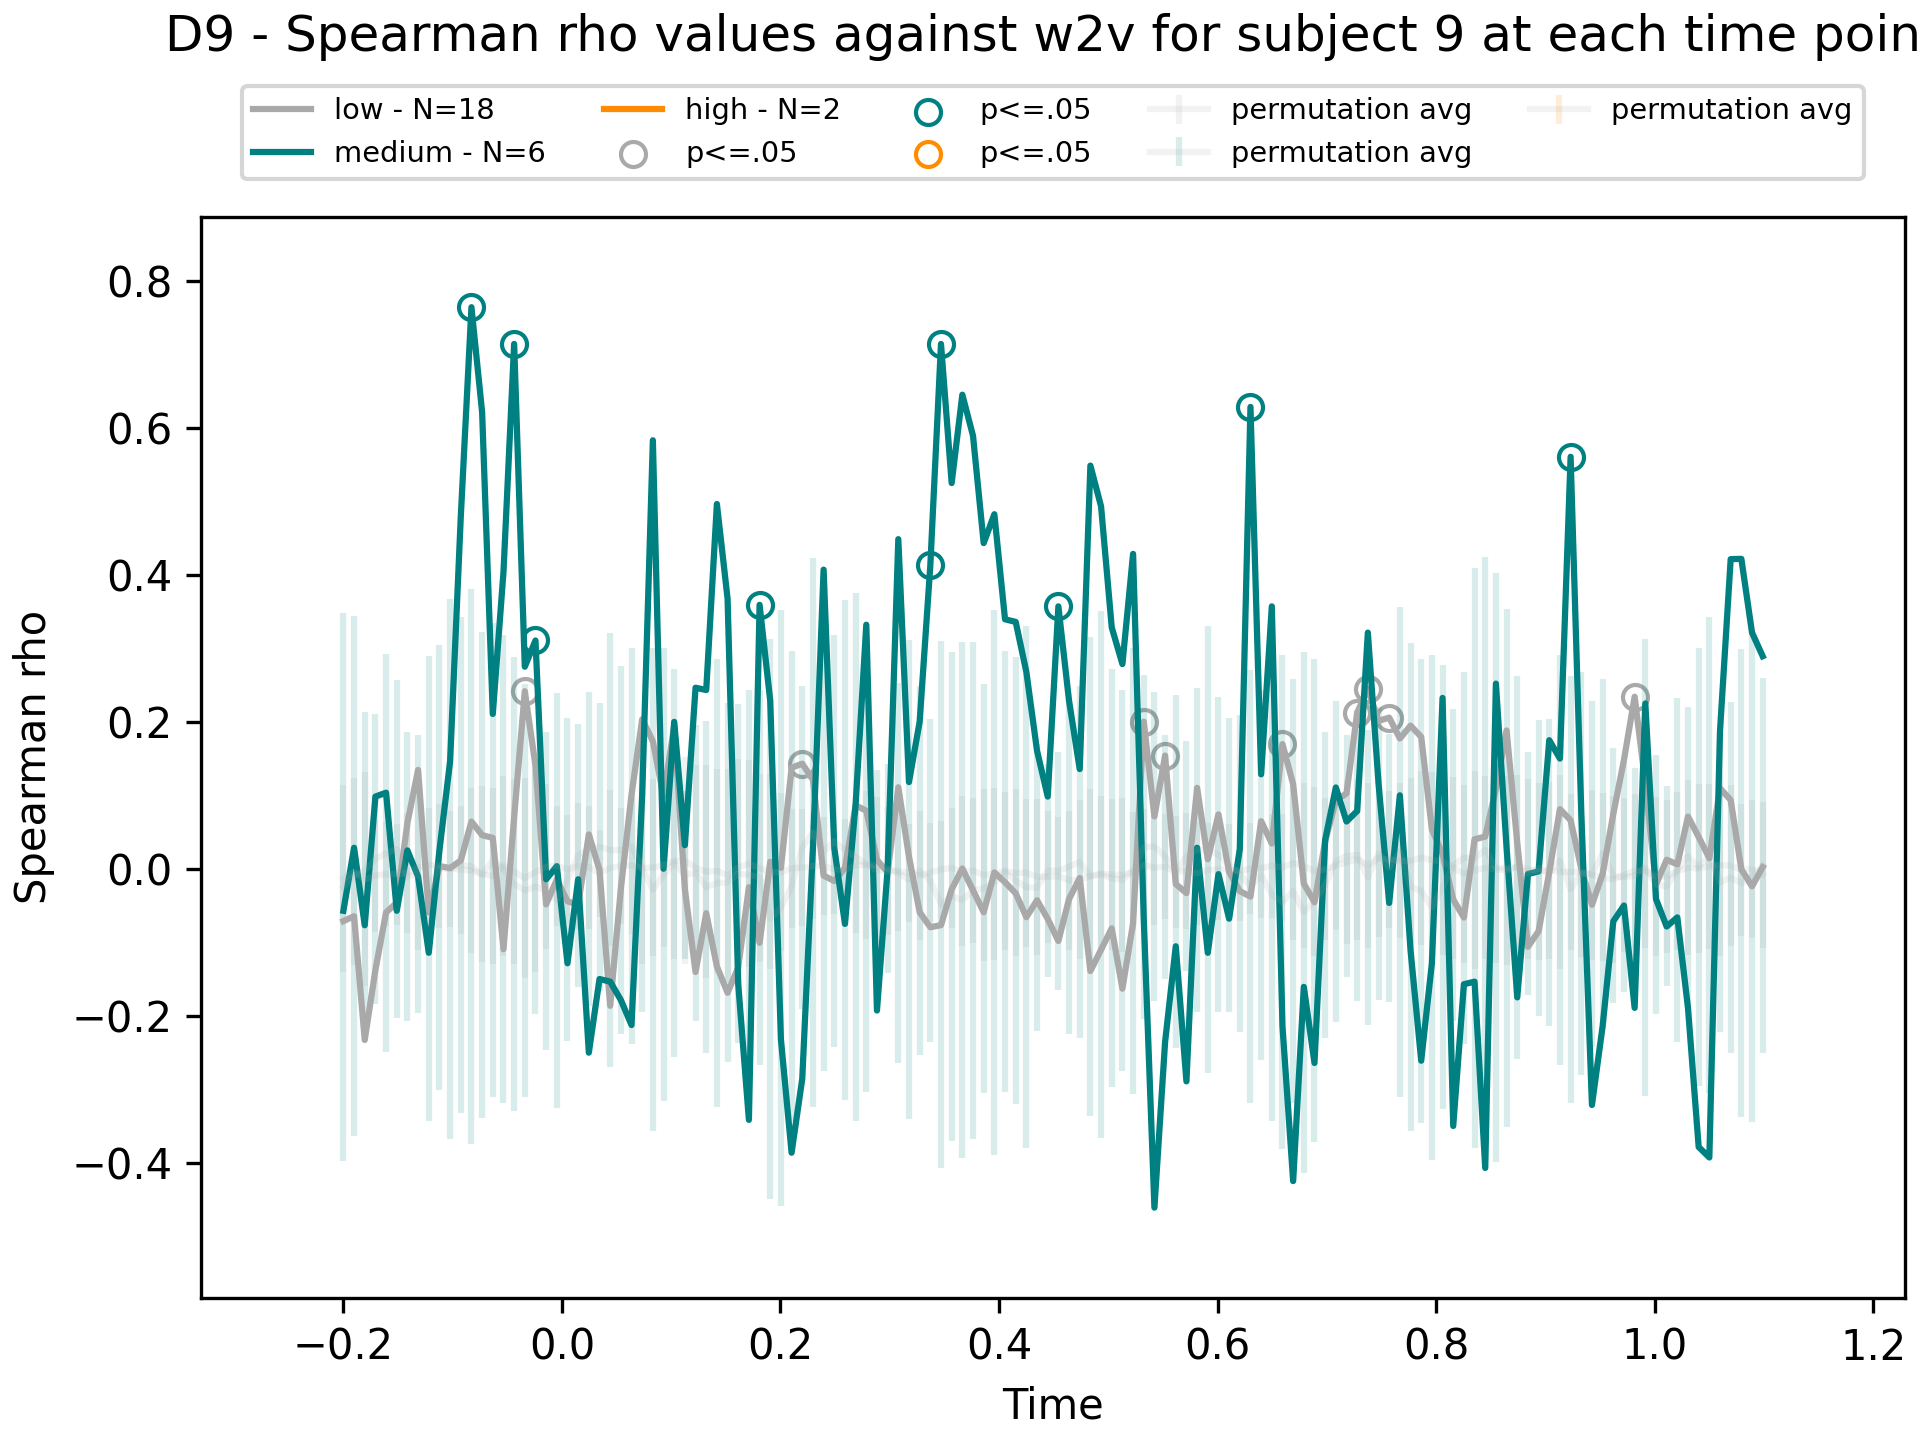 D9 - Spearman rho values against w2v for subject 9 at each time poin
low - N=18
medium - N=6
high - N=2
p<=.05
p<=.05
p<=.05
permutation avg
permutation avg
permutation avg
0.8
0.6
0.4
0.2
0.0
−0.2
−0.4
Spearman rho
−0.2 0.0 0.2 0.4 0.6 0.8 1.0 1.2
Time